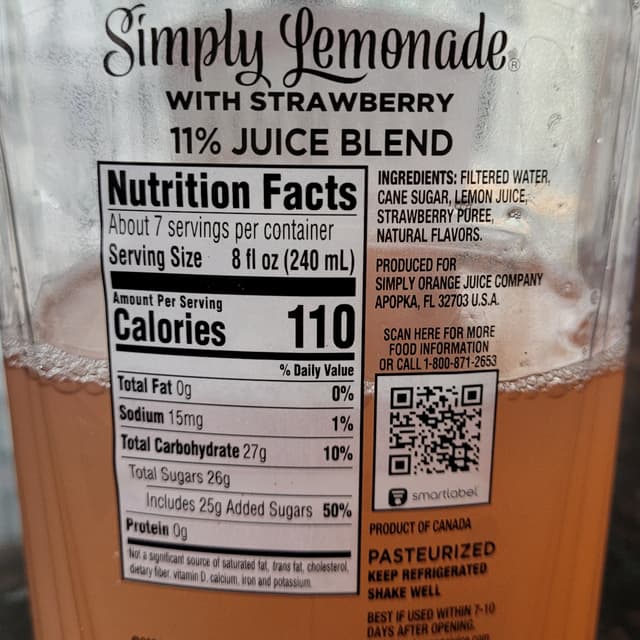 Simply Lemonade®
WITH STRAWBERRY
11% JUICE BLEND
Nutrition Facts
About 7 servings per container
Serving Size 8 fl oz (240 mL)
Amount Per Serving
Calories 110
% Daily Value
Total Fat 0g 0%
Sodium 15mg 1%
Total Carbohydrate 27g 10%
Total Sugars 26g
Includes 25g Added Sugars 50%
Protein 0g
Not a significant source of saturated fat, trans fat, cholesterol,
dietary fiber, vitamin D, calcium, iron and potassium.
INGREDIENTS: FILTERED WATER,
CANE SUGAR, LEMON JUICE,
STRAWBERRY PUREE,
NATURAL FLAVORS.
PRODUCED FOR
SIMPLY ORANGE JUICE COMPANY
APOPKA, FL 32703 U.S.A.
SCAN HERE FOR MORE
FOOD INFORMATION
OR CALL 1-800-871-2653
smartlabel
PRODUCT OF CANADA
PASTEURIZED
KEEP REFRIGERATED
SHAKE WELL
BEST IF USED WITHIN 7-10
DAYS AFTER OPENING.